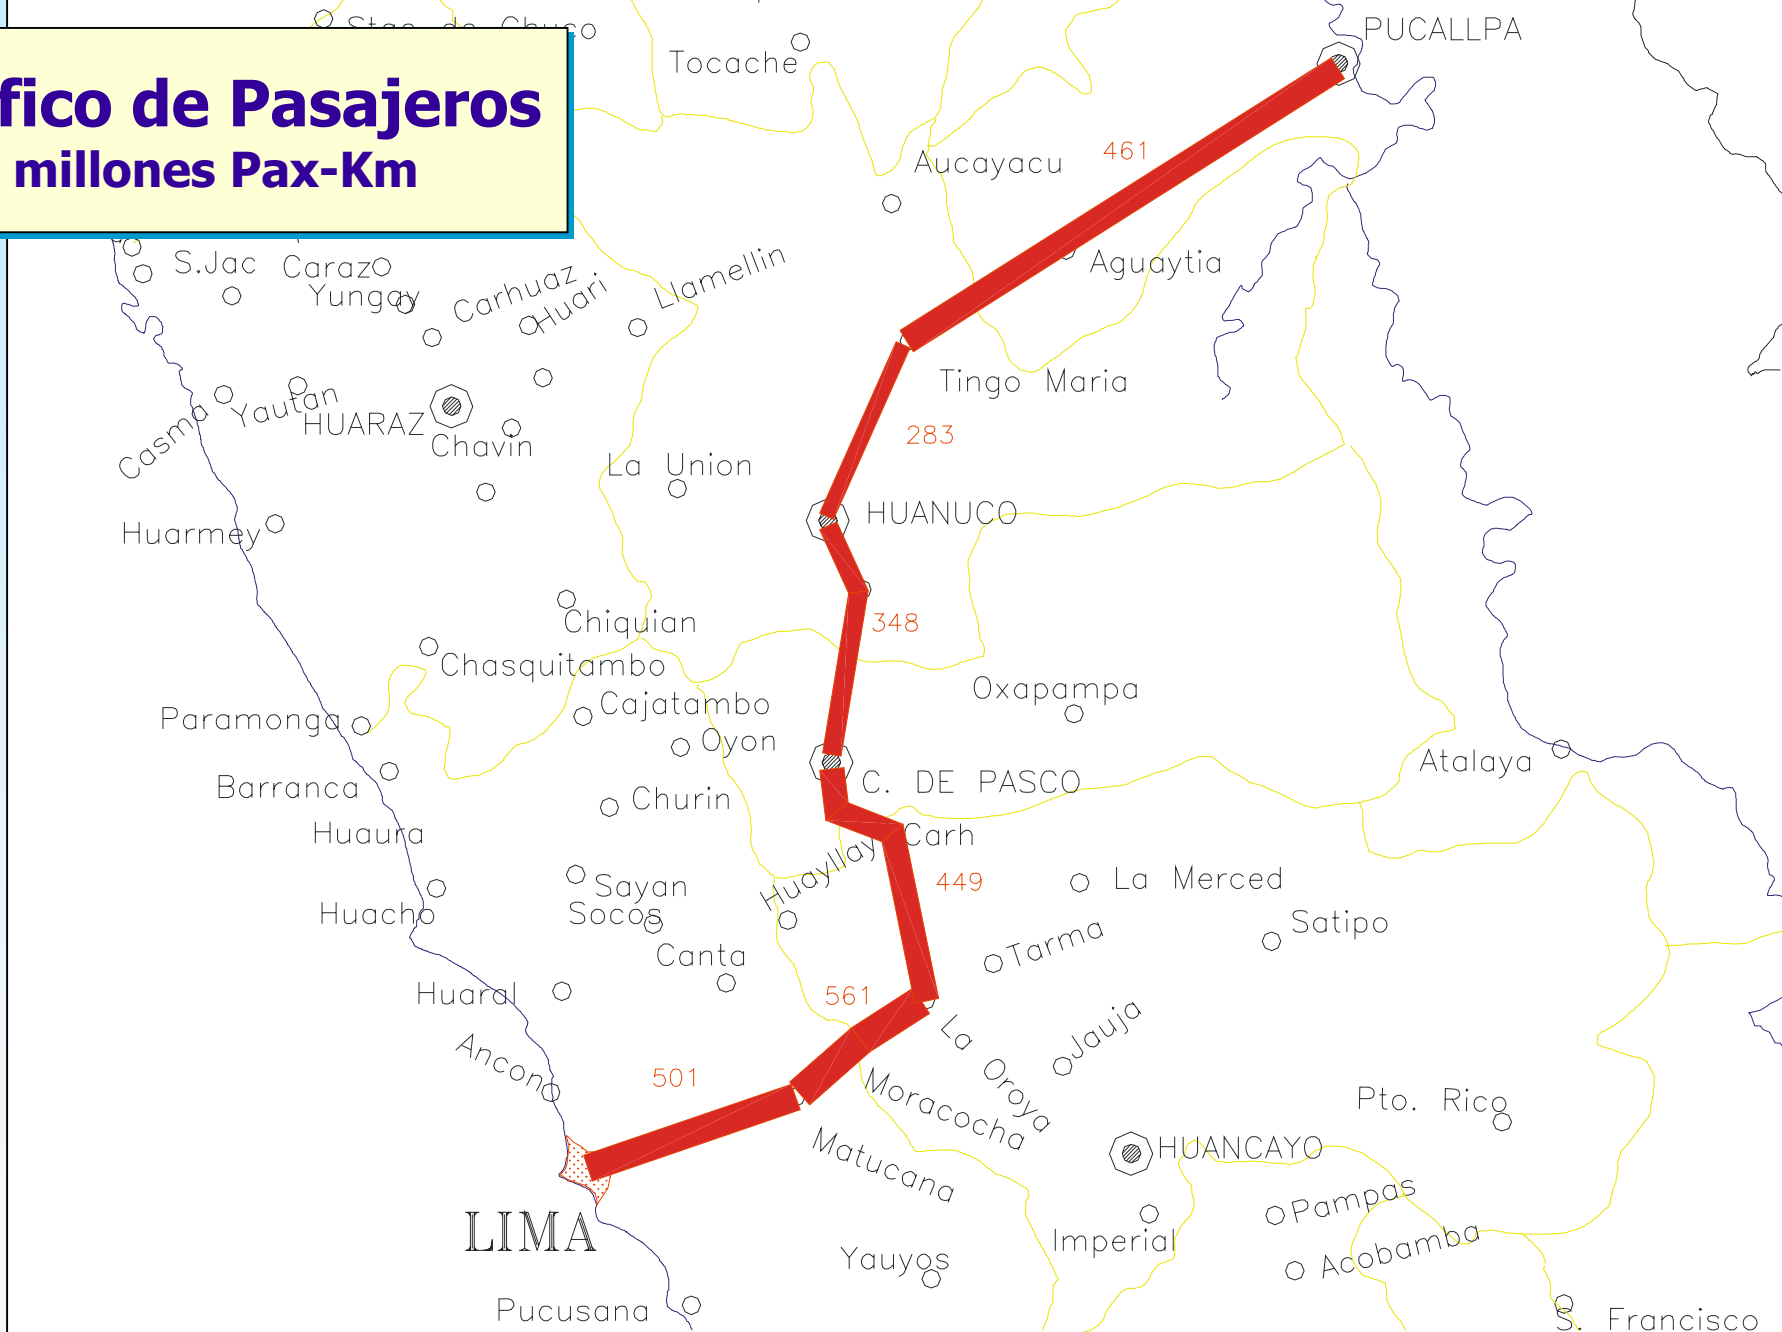 PUCALLPA
Tocache
fico de Pasajeros
millones Pax-Km
461
Aucayacu
Aguaytia
S.Jac
Caraz
Yungay
Carhuaz
Huari
Llamellin
Tingo Maria
Casma
Yautan
HUARAZ
Chavin
283
La Union
HUANUCO
Huarmey
Chiquian
348
Chasquitambo
Oxapampa
Cajatambo
Paramonga
Oyon
Atalaya
C. DE PASCO
Barranca
Churin
Huaura
Carh
Huayllay
449
La Merced
Sayan
Socos
Huacho
Satipo
Tarma
Canta
Huaral
561
La Oroya
Jauja
Ancon
501
Moracocha
Pto. Rico
Matucana
HUANCAYO
Pampas
LIMA
Imperial
Acobamba
Yauyos
Pucusana
S. Francisco